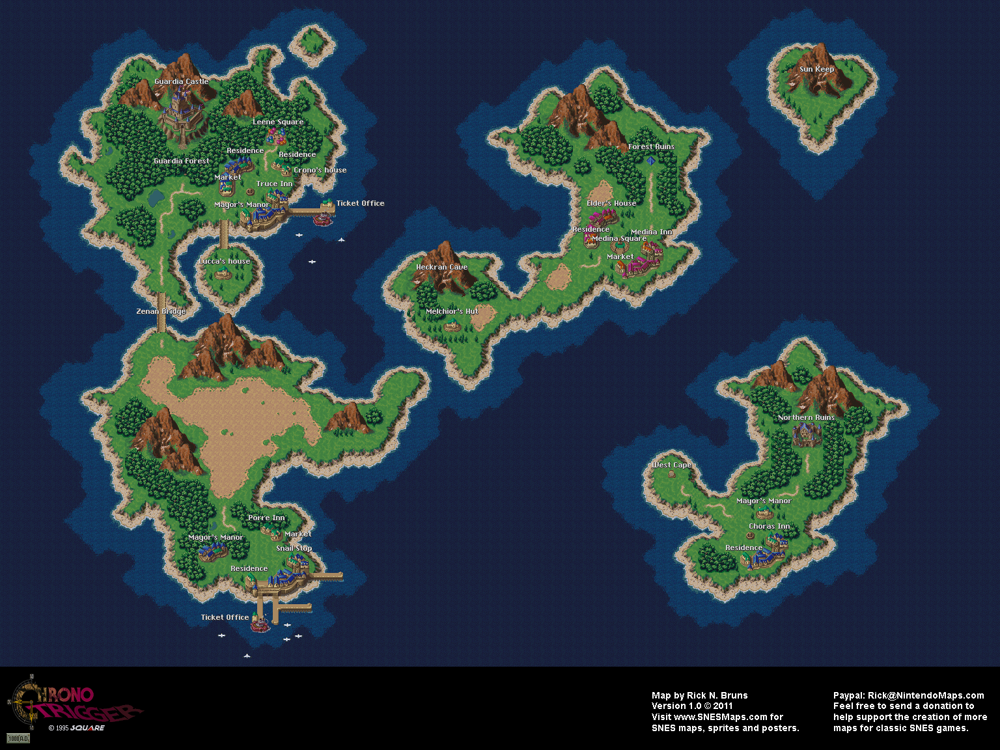 Sun Keep
Guardia Castle
Leene Square
Forest Ruins
Residence
Residence
Guardia Forest
Crono's house
Market
Truce Inn
Mayor's Manor
Ticket Office
Elder's House
Residence
Medina Inn
Medina Square
Market
Lucca's house
Heckran Cave
Zenan Bridge
Melchior's Hut
Northern Ruins
West Cape
Mayor's Manor
Choras Inn
Residence
Porre Inn
Market
Mayor's Manor
Snail Stop
Residence
Ticket Office
CHRONO
TRIGGER
© 1995 SQUARE
1000 A.D.
Map by Rick N. Bruns
Version 1.0 © 2011
Visit www.SNESMaps.com for
SNES maps, sprites and posters.
Paypal: Rick@NintendoMaps.com
Feel free to send a donation to
help support the creation of more
maps for classic SNES games.